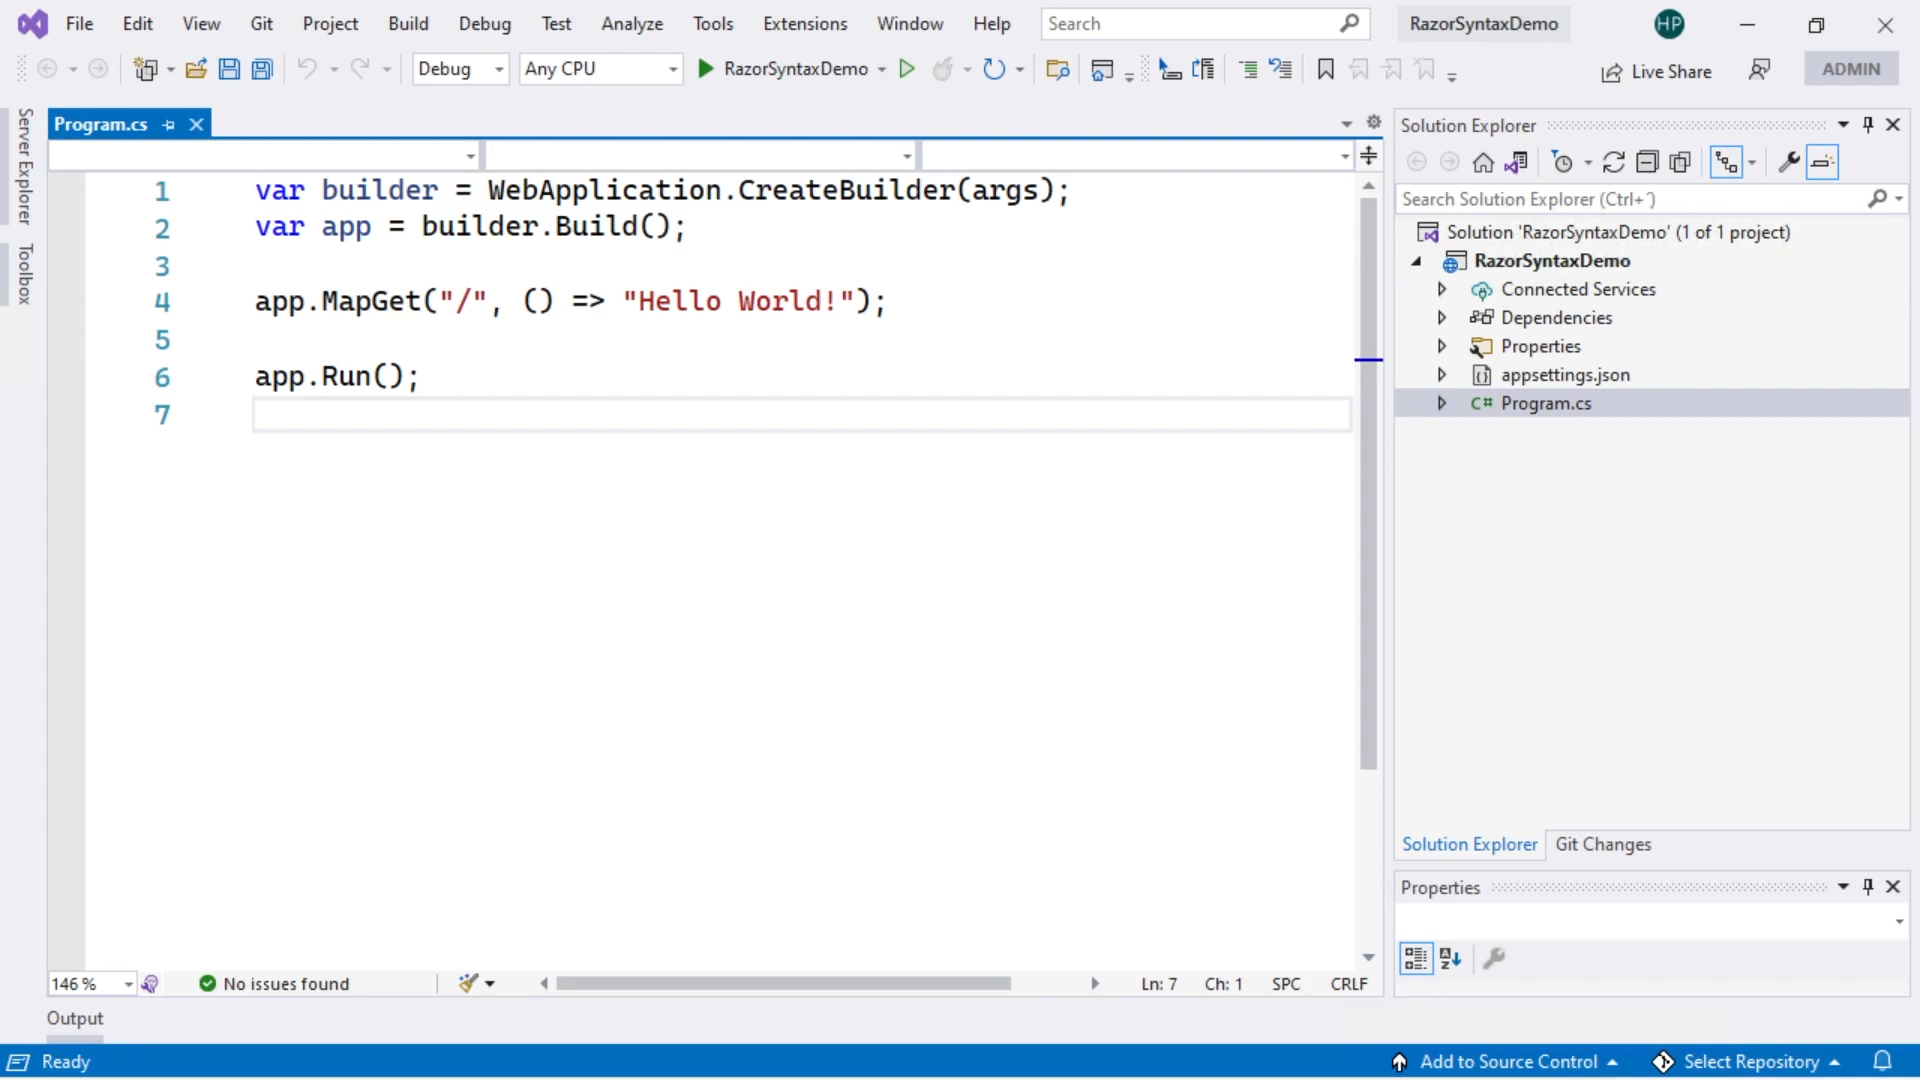 File Edit View Git Project Build Debug Test Analyze Tools Extensions Window Help Search RazorSyntaxDemo HP
Debug Any CPU RazorSyntaxDemo Live Share ADMIN
Server Explorer
Toolbox
Program.cs
1 var builder = WebApplication.CreateBuilder(args);
2 var app = builder.Build();
3
4 app.MapGet("/", () => "Hello World!");
5
6 app.Run();
7
146 % No issues found Ln: 7 Ch: 1 SPC CRLF
Output
Solution Explorer
Search Solution Explorer (Ctrl+´)
Solution 'RazorSyntaxDemo' (1 of 1 project)
RazorSyntaxDemo
Connected Services
Dependencies
Properties
appsettings.json
C# Program.cs
Solution Explorer Git Changes
Properties
Ready Add to Source Control Select Repository